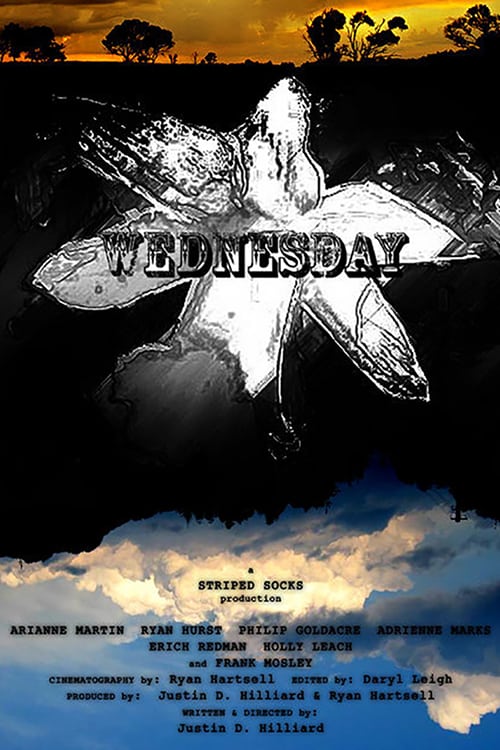 WEDNESDAY
a
STRIPED SOCKS
production
ARIANNE MARTIN RYAN HURST PHILIP GOLDACRE ADRIENNE MARKS
ERICH REDMAN HOLLY LEACH
and FRANK MOSLEY
CINEMATOGRAPHY BY: Ryan Hartsell EDITED BY: Daryl Leigh
PRODUCED BY: Justin D. Hilliard & Ryan Hartsell
WRITTEN & DIRECTED BY:
Justin D. Hilliard